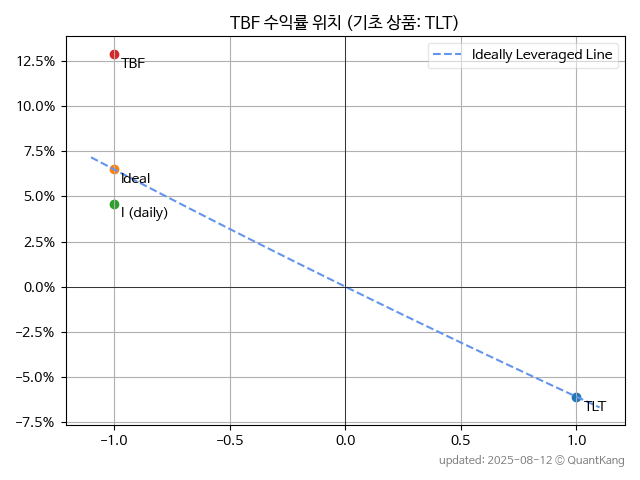 TBF 수익률 위치 (기초 상품: TLT)
Ideally Leveraged Line
12.5%
10.0%
7.5%
5.0%
2.5%
0.0%
−2.5%
−5.0%
−7.5%
TBF
Ideal
I (daily)
TLT
−1.0
−0.5
0.0
0.5
1.0
updated: 2025-08-12 © QuantKang